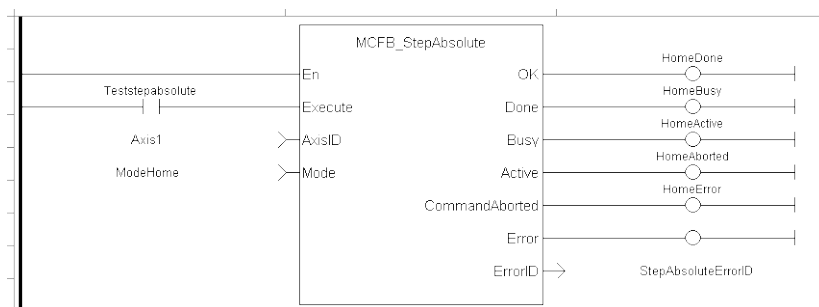 MCFB_StepAbsolute
HomeDone
En OK
HomeBusy
Teststepabsolute
Execute Done
HomeActive
Axis1 AxisID Busy
HomeAborted
ModeHome Mode Active
HomeError
CommandAborted
Error
ErrorID StepAbsoluteErrorID